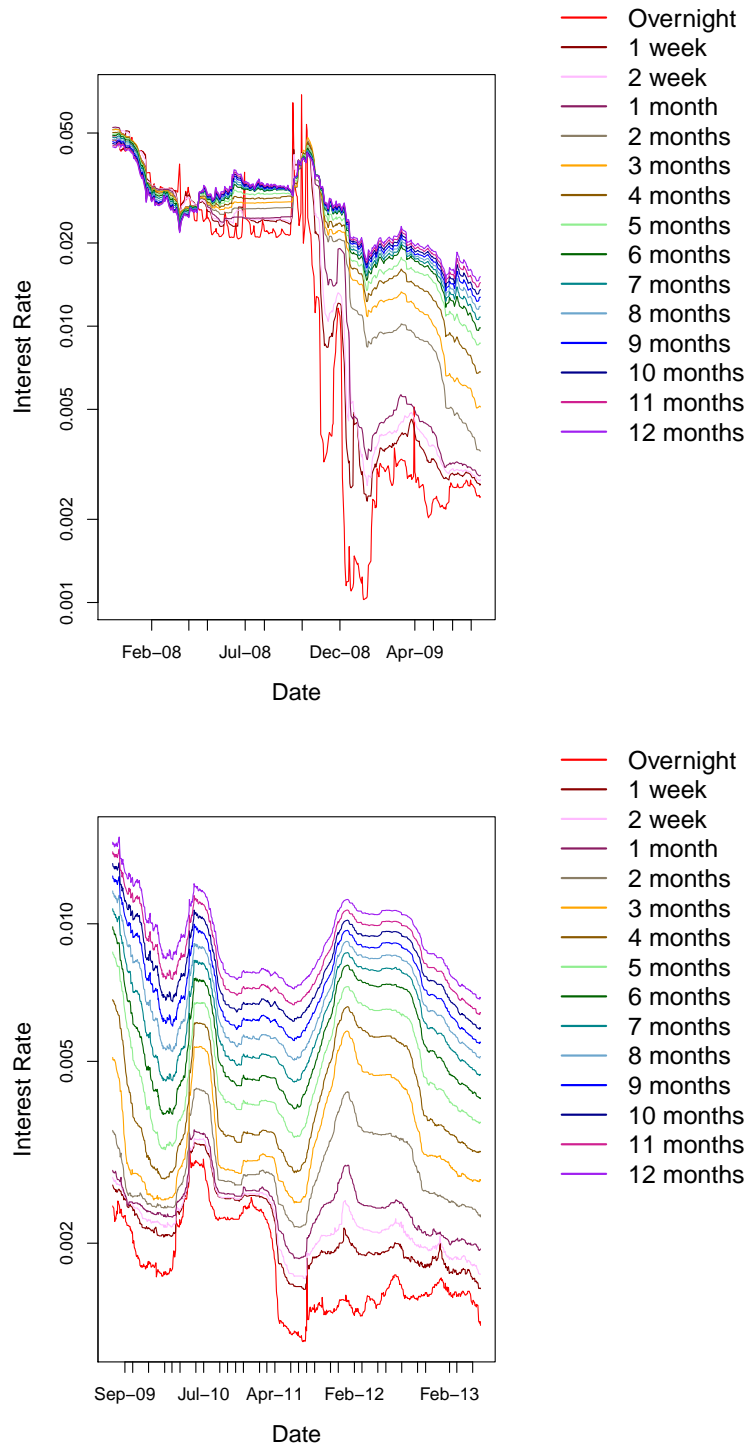 Overnight
1 week
2 week
1 month
2 months
3 months
4 months
5 months
6 months
7 months
8 months
9 months
10 months
11 months
12 months
0.050
0.020
0.010
0.005
0.002
0.001
Interest Rate
Feb−08 Jul−08 Dec−08 Apr−09
Date
Overnight
1 week
2 week
1 month
2 months
3 months
4 months
5 months
6 months
7 months
8 months
9 months
10 months
11 months
12 months
0.010
0.005
0.002
Interest Rate
Sep−09 Jul−10 Apr−11 Feb−12 Feb−13
Date